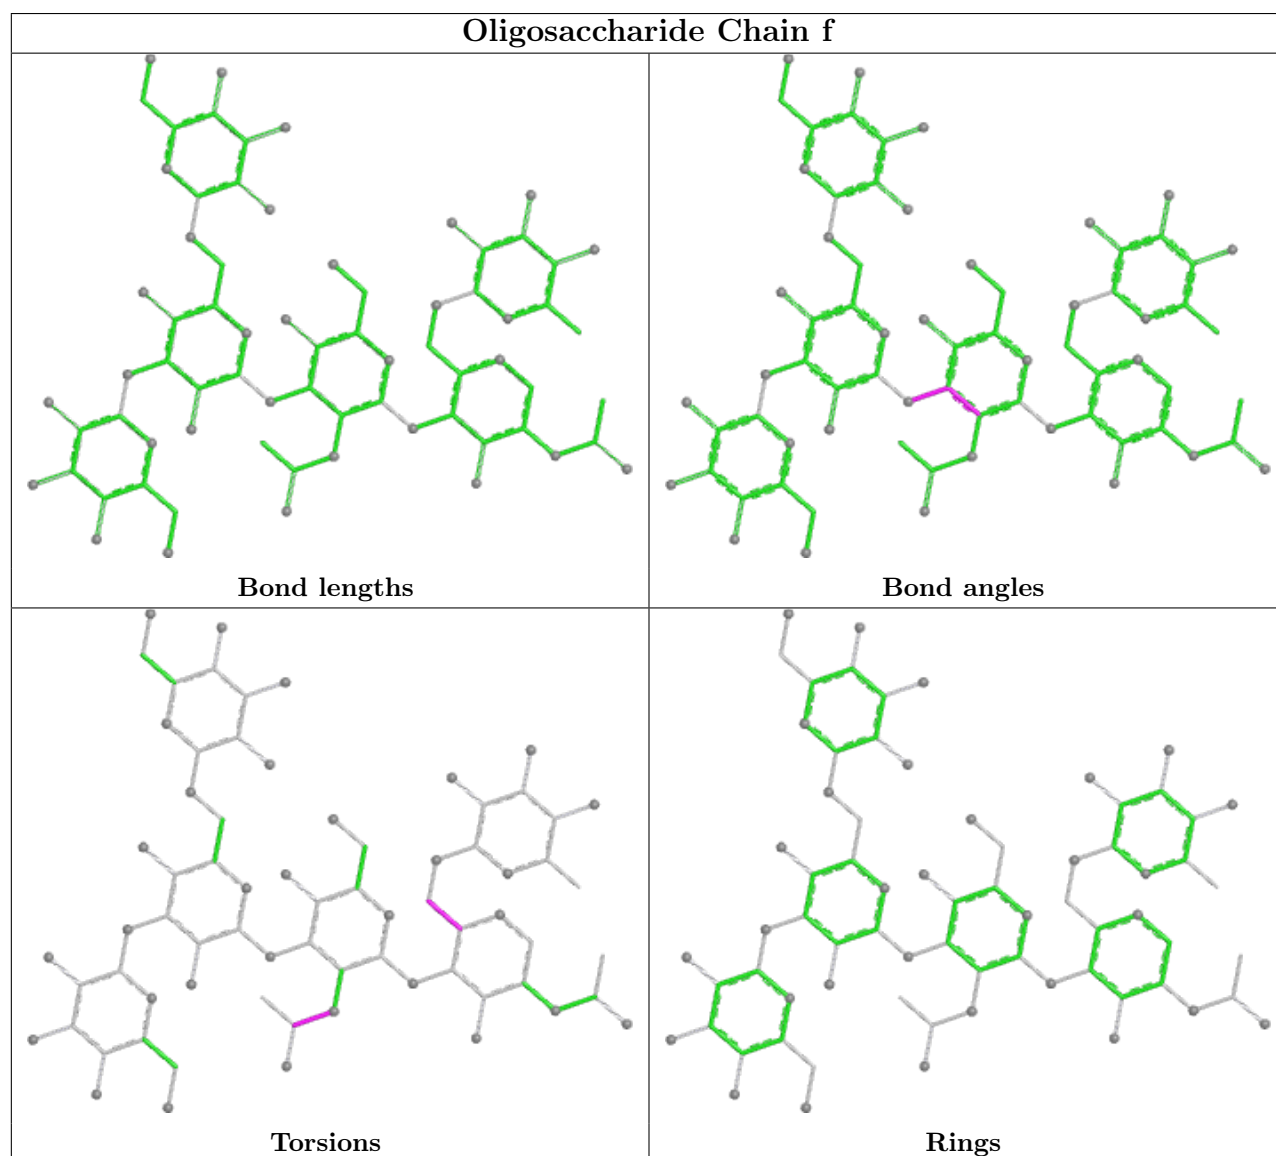 Oligosaccharide Chain f
Bond lengths
Bond angles
Torsions
Rings